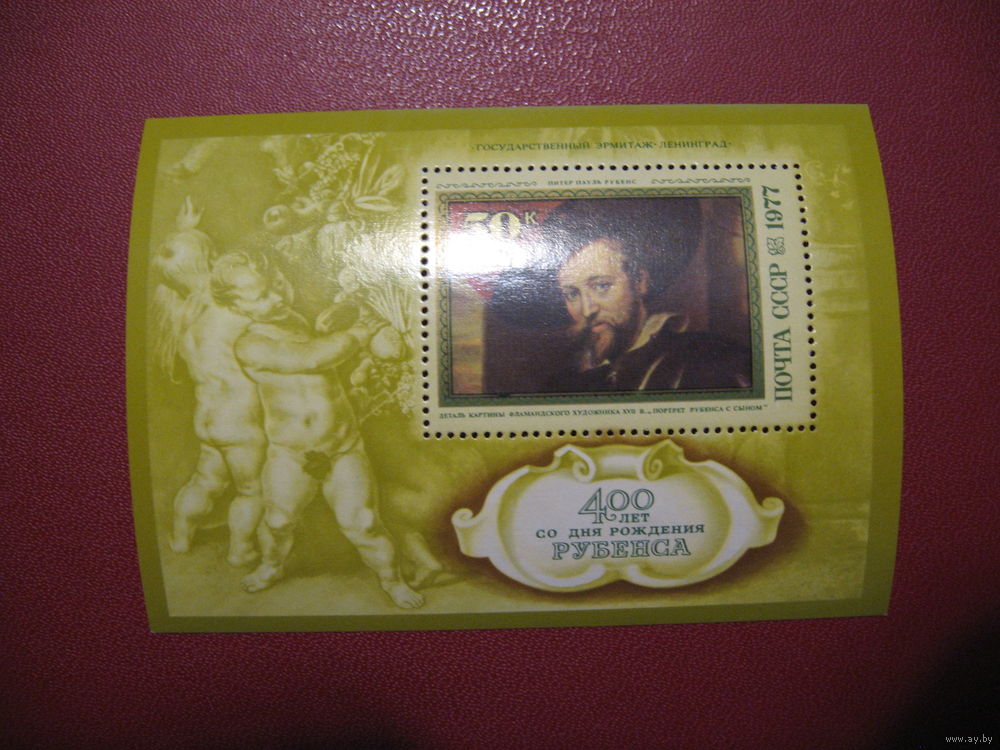 ·ГОСУДАРСТВЕННЫЙ ЭРМИТАЖ· ЛЕНИНГРАД·
ПИТЕР ПАУЛЬ РУБЕНС
50 К
ПОЧТА СССР 1977
ДЕТАЛЬ КАРТИНЫ ФЛАМАНДСКОГО ХУДОЖНИКА XVII В. „ПОРТРЕТ РУБЕНСА С СЫНОМ"
400
ЛЕТ
СО ДНЯ РОЖДЕНИЯ
РУБЕНСА
www.ay.by